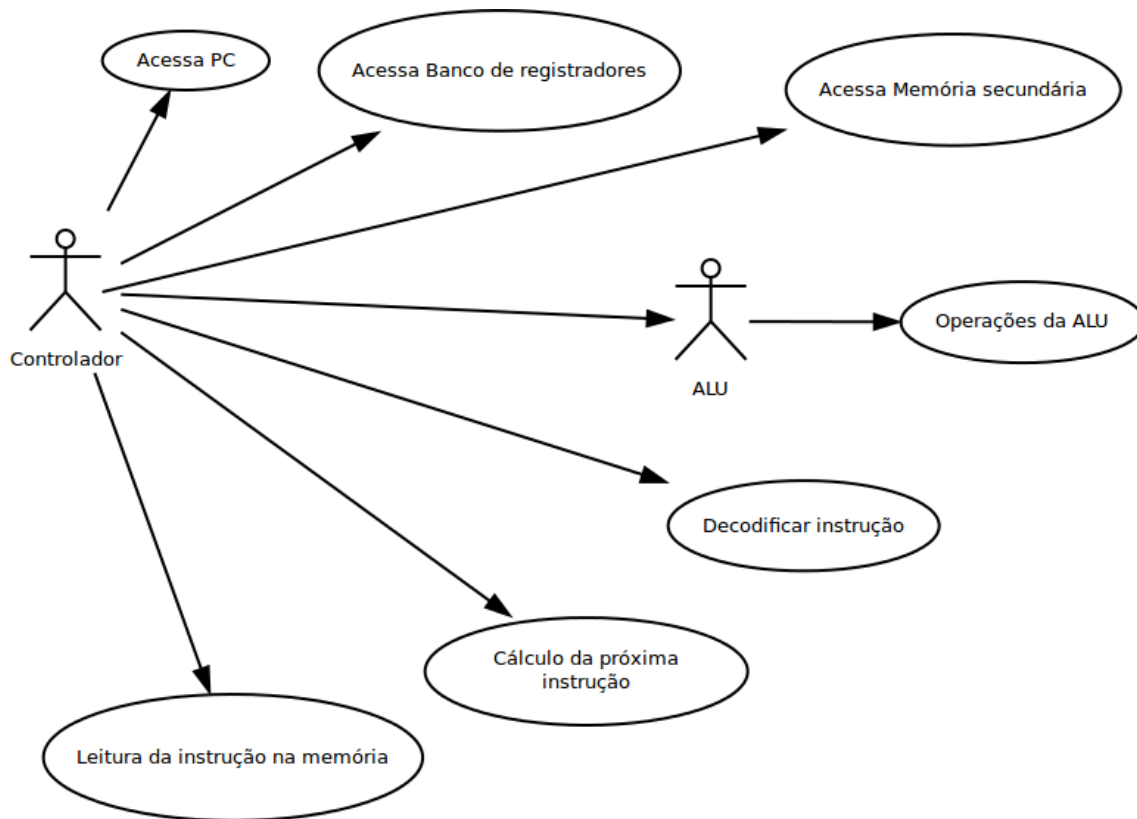 Acessa PC
Acessa Banco de registradores
Acessa Memória secundária
Controlador
ALU
Operações da ALU
Decodificar instrução
Cálculo da próxima
instrução
Leitura da instrução na memória